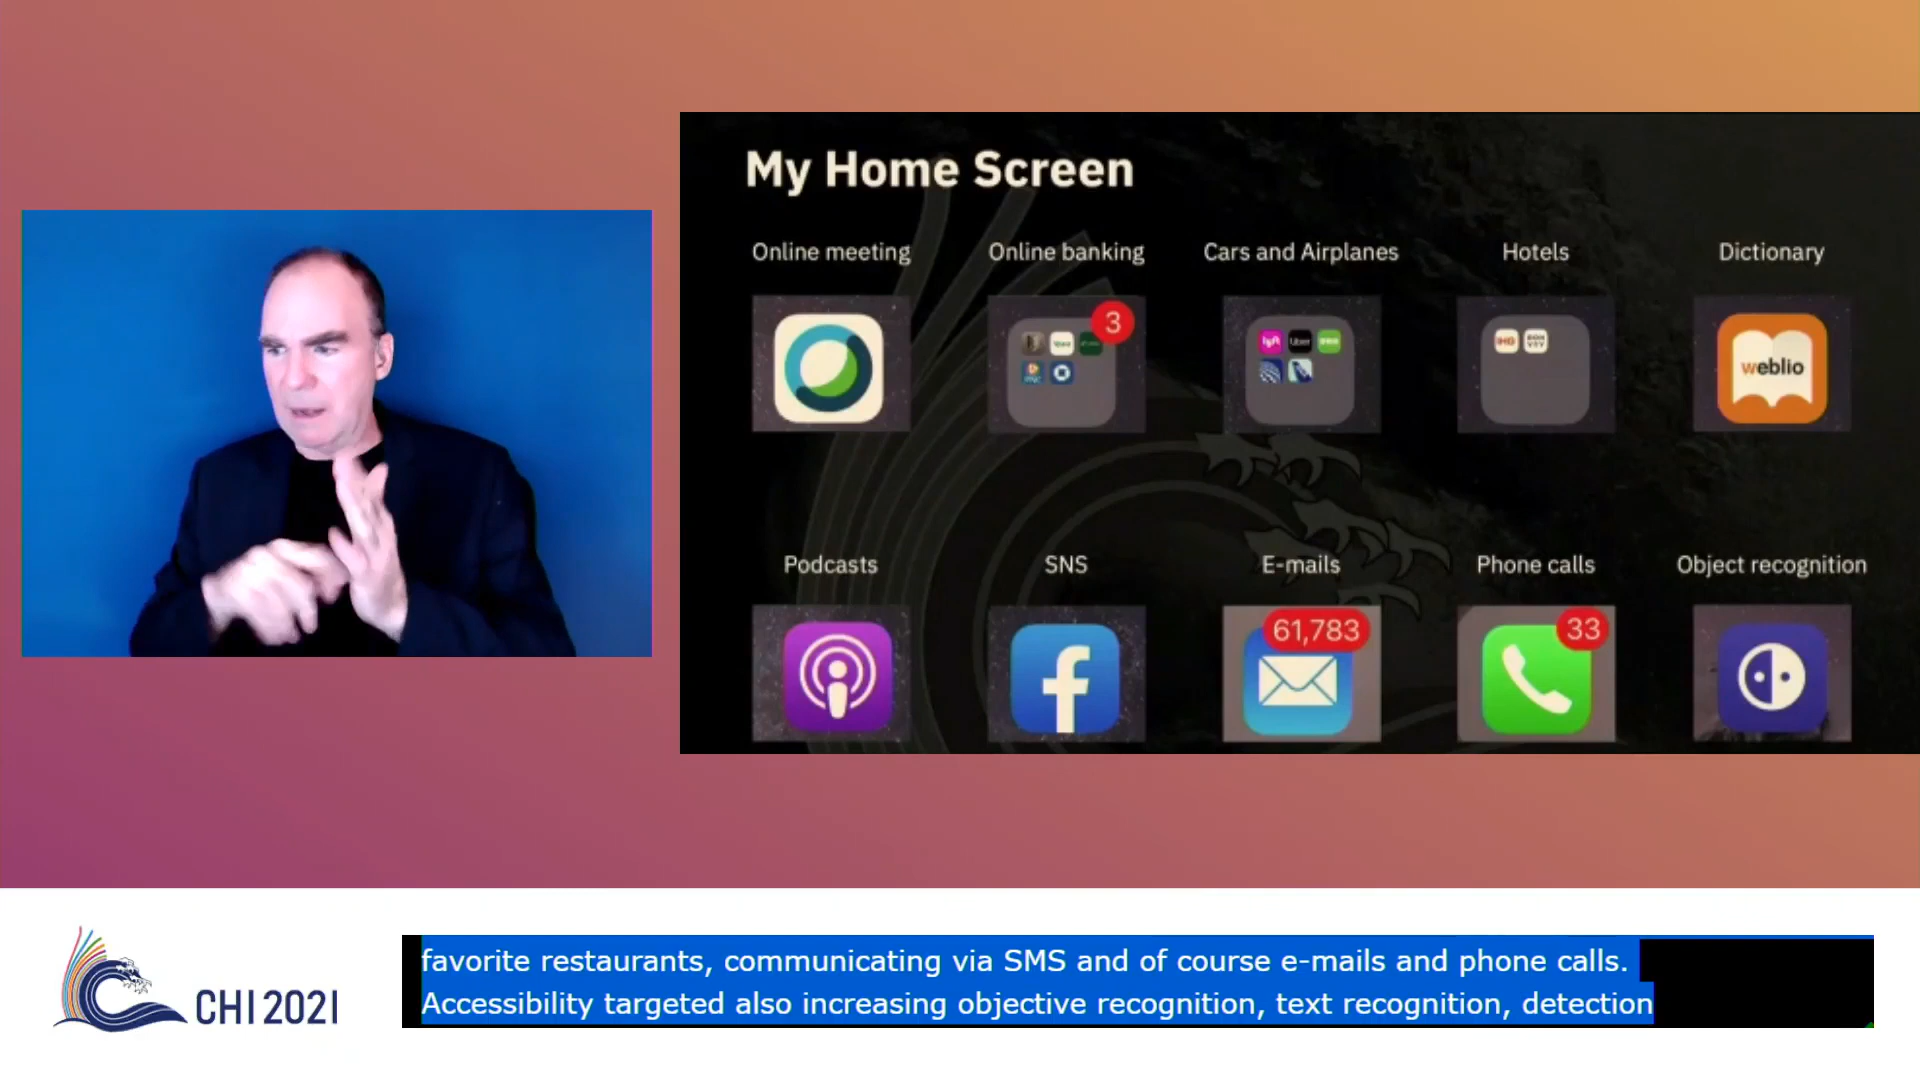 My Home Screen
Online meeting
Online banking
Cars and Airplanes
Hotels
Dictionary
3
Uber
IHG
weblio
Podcasts
SNS
E-mails
Phone calls
Object recognition
61,783
33
CHI 2021
favorite restaurants, communicating via SMS and of course e-mails and phone calls.
Accessibility targeted also increasing objective recognition, text recognition, detection